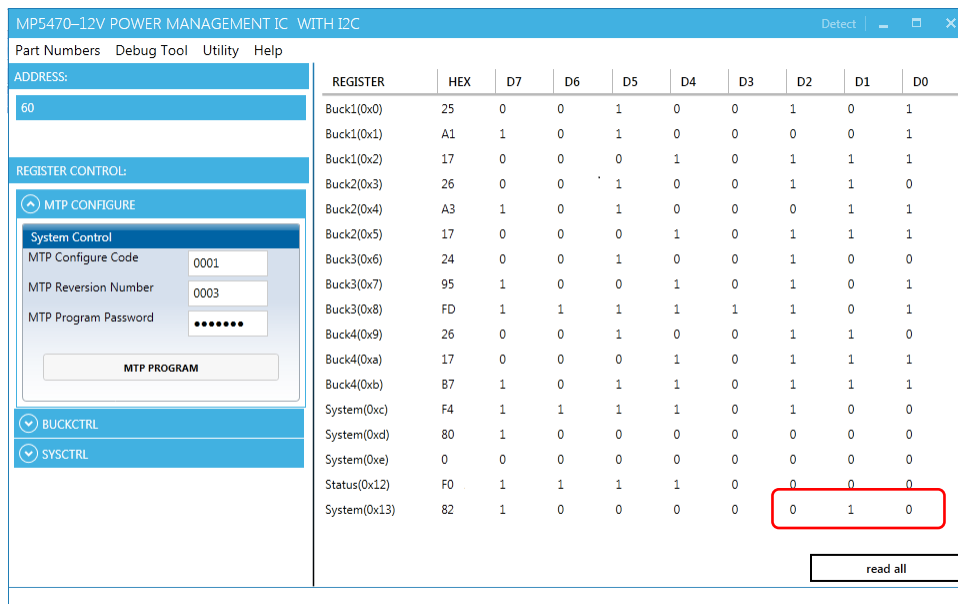 MP5470–12V POWER MANAGEMENT IC WITH I2C Detect
Part Numbers Debug Tool Utility Help
ADDRESS:
60
REGISTER CONTROL:
MTP CONFIGURE
System Control
MTP Configure Code 0001
MTP Reversion Number 0003
MTP Program Password •••••••
MTP PROGRAM
BUCKCTRL
SYSCTRL
REGISTER HEX D7 D6 D5 D4 D3 D2 D1 D0
Buck1(0x0) 25 0 0 1 0 0 1 0 1
Buck1(0x1) A1 1 0 1 0 0 0 0 1
Buck1(0x2) 17 0 0 0 1 0 1 1 1
Buck2(0x3) 26 0 0 1 0 0 1 1 0
Buck2(0x4) A3 1 0 1 0 0 0 1 1
Buck2(0x5) 17 0 0 0 1 0 1 1 1
Buck3(0x6) 24 0 0 1 0 0 1 0 0
Buck3(0x7) 95 1 0 0 1 0 1 0 1
Buck3(0x8) FD 1 1 1 1 1 1 0 1
Buck4(0x9) 26 0 0 1 0 0 1 1 0
Buck4(0xa) 17 0 0 0 1 0 1 1 1
Buck4(0xb) B7 1 0 1 1 0 1 1 1
System(0xc) F4 1 1 1 1 0 1 0 0
System(0xd) 80 1 0 0 0 0 0 0 0
System(0xe) 0 0 0 0 0 0 0 0 0
Status(0x12) F0 1 1 1 1 0 0 0 0
System(0x13) 82 1 0 0 0 0 0 1 0
read all